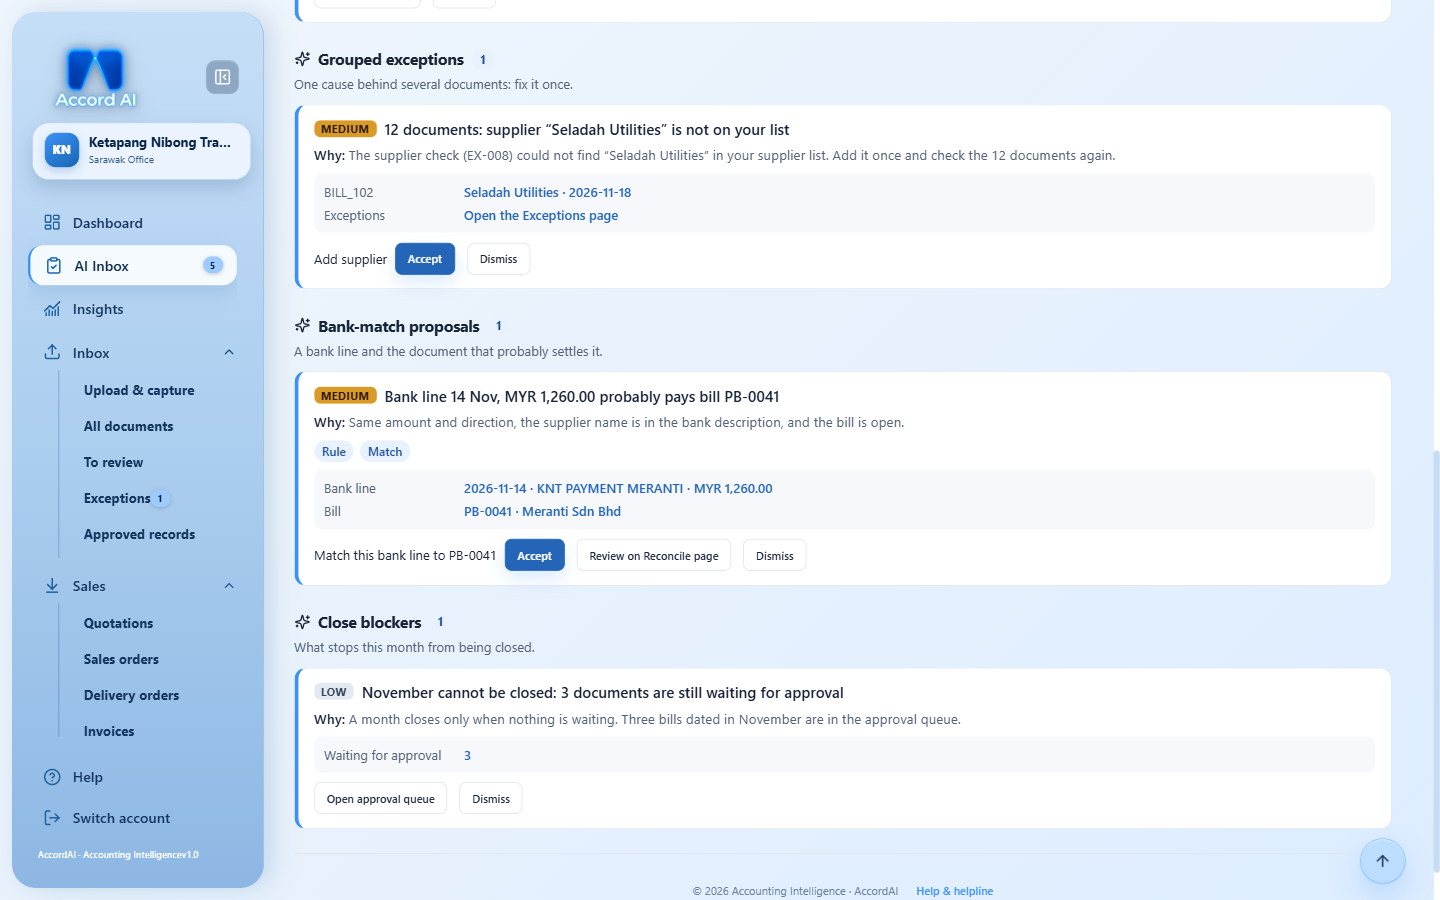 Accord AI
KN
Ketapang Nibong Tra...
Sarawak Office
Dashboard
AI Inbox 5
Insights
Inbox
Upload & capture
All documents
To review
Exceptions 1
Approved records
Sales
Quotations
Sales orders
Delivery orders
Invoices
Help
Switch account
AccordAI · Accounting Intelligencev1.0
Grouped exceptions 1
One cause behind several documents: fix it once.
MEDIUM 12 documents: supplier “Seladah Utilities” is not on your list
Why: The supplier check (EX-008) could not find “Seladah Utilities” in your supplier list. Add it once and check the 12 documents again.
BILL_102 Seladah Utilities · 2026-11-18
Exceptions Open the Exceptions page
Add supplier Accept Dismiss
Bank-match proposals 1
A bank line and the document that probably settles it.
MEDIUM Bank line 14 Nov, MYR 1,260.00 probably pays bill PB-0041
Why: Same amount and direction, the supplier name is in the bank description, and the bill is open.
Rule Match
Bank line 2026-11-14 · KNT PAYMENT MERANTI · MYR 1,260.00
Bill PB-0041 · Meranti Sdn Bhd
Match this bank line to PB-0041 Accept Review on Reconcile page Dismiss
Close blockers 1
What stops this month from being closed.
LOW November cannot be closed: 3 documents are still waiting for approval
Why: A month closes only when nothing is waiting. Three bills dated in November are in the approval queue.
Waiting for approval 3
Open approval queue Dismiss
© 2026 Accounting Intelligence · AccordAI Help & helpline